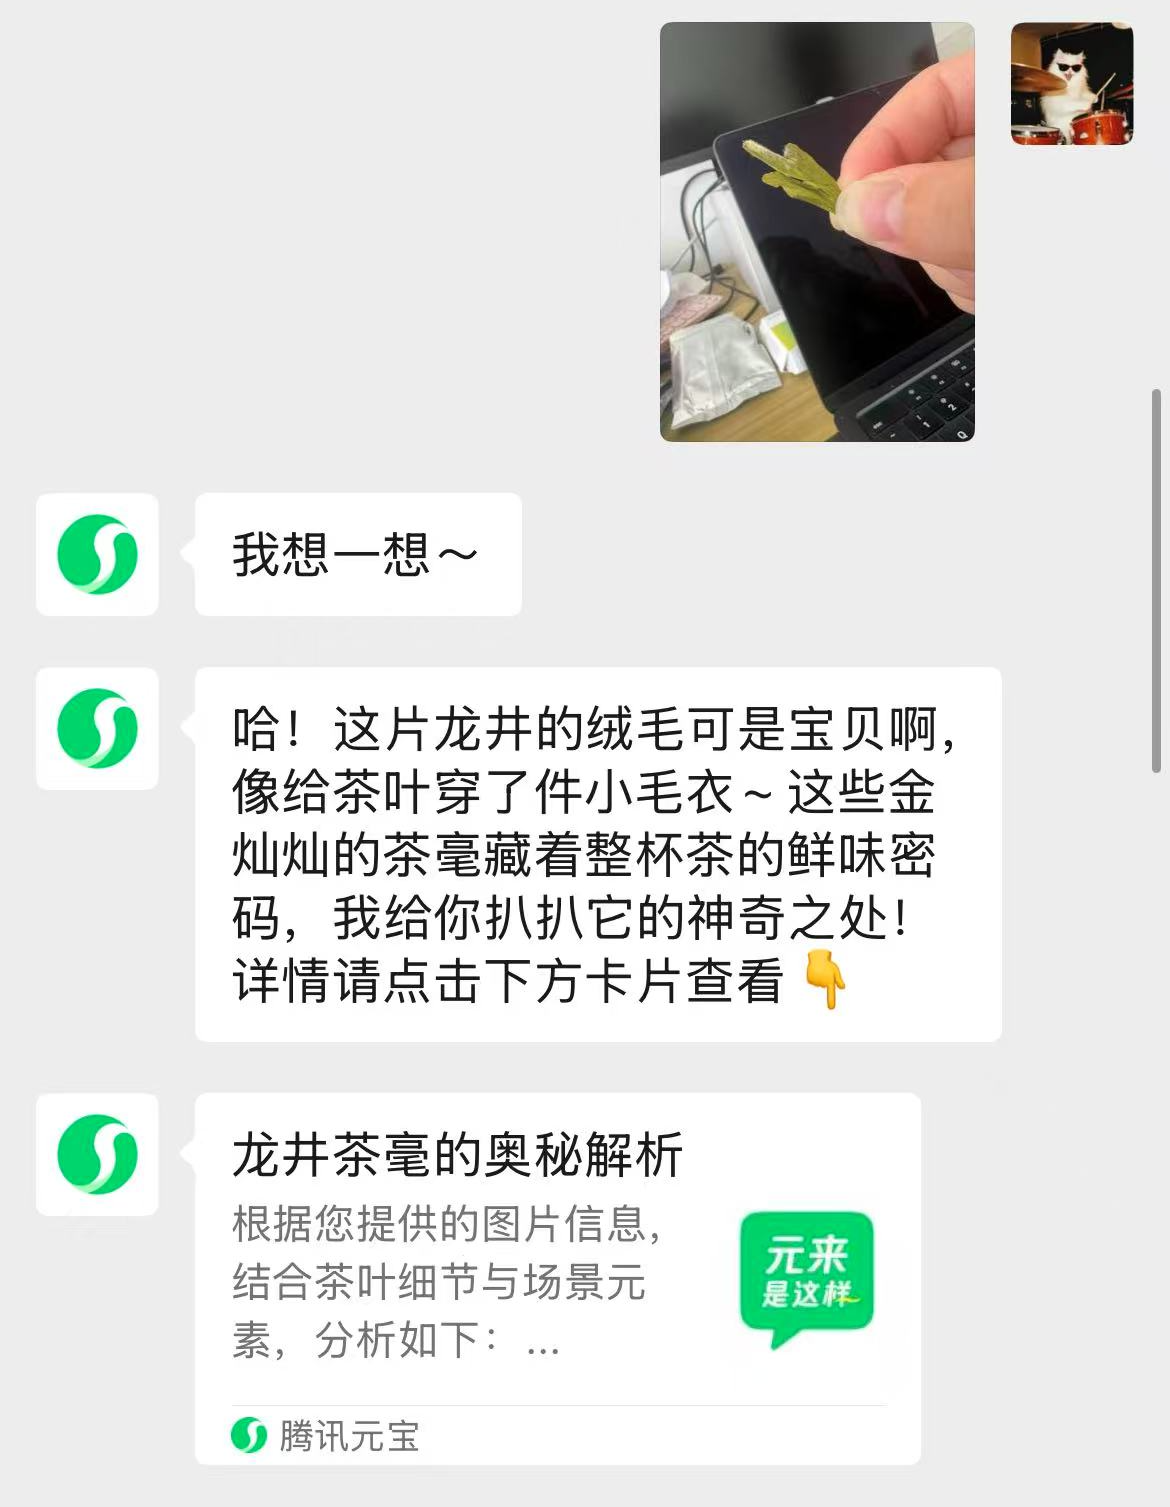 我想一想～
哈！这片龙井的绒毛可是宝贝啊，
像给茶叶穿了件小毛衣~这些金
灿灿的茶毫藏着整杯茶的鲜味密
码，我给你扒扒它的神奇之处！
详情请点击下方卡片查看👇
龙井茶毫的奥秘解析
根据您提供的图片信息，
结合茶叶细节与场景元
素，分析如下：...
元来
是这样
腾讯元宝